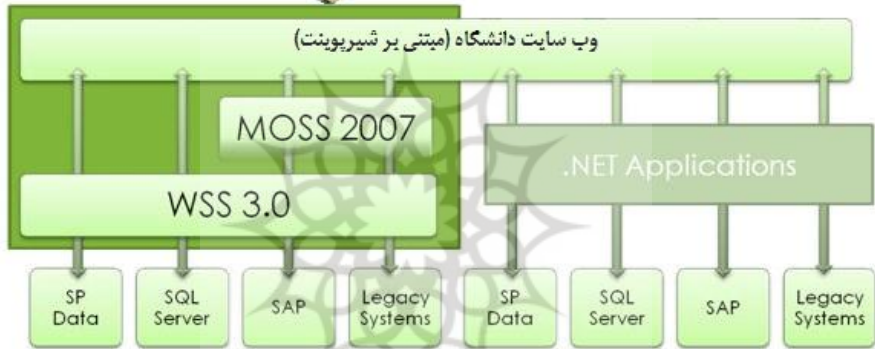 وب سایت دانشگاه (مبتنی بر شیرپوینت)
MOSS 2007
.NET Applications
WSS 3.0
SP
Data
SQL
Server
SAP
Legacy
Systems
SP
Data
SQL
Server
SAP
Legacy
Systems